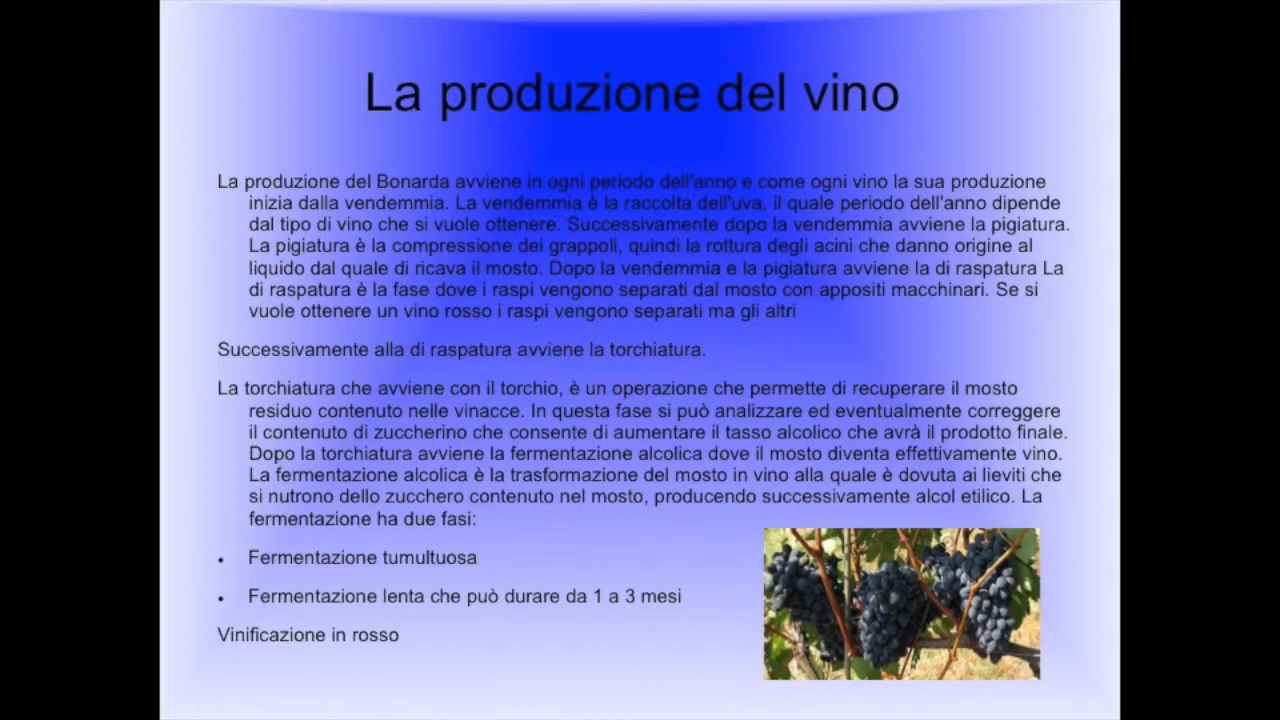 La produzione del vino
La produzione del Bonarda avviene in ogni periodo dell'anno e come ogni vino la sua produzione
inizia dalla vendemmia. La vendemmia è la raccolta dell'uva, il quale periodo dell'anno dipende
dal tipo di vino che si vuole ottenere. Successivamente dopo la vendemmia avviene la pigiatura.
La pigiatura è la compressione dei grappoli, quindi la rottura degli acini che danno origine al
liquido dal quale di ricava il mosto. Dopo la vendemmia e la pigiatura avviene la di raspatura La
di raspatura è la fase dove i raspi vengono separati dal mosto con appositi macchinari. Se si
vuole ottenere un vino rosso i raspi vengono separati ma gli altri
Successivamente alla di raspatura avviene la torchiatura.
La torchiatura che avviene con il torchio, è un operazione che permette di recuperare il mosto
residuo contenuto nelle vinacce. In questa fase si può analizzare ed eventualmente correggere
il contenuto di zuccherino che consente di aumentare il tasso alcolico che avrà il prodotto finale.
Dopo la torchiatura avviene la fermentazione alcolica dove il mosto diventa effettivamente vino.
La fermentazione alcolica è la trasformazione del mosto in vino alla quale è dovuta ai lieviti che
si nutrono dello zucchero contenuto nel mosto, producendo successivamente alcol etilico. La
fermentazione ha due fasi:
• Fermentazione tumultuosa
• Fermentazione lenta che può durare da 1 a 3 mesi
Vinificazione in rosso